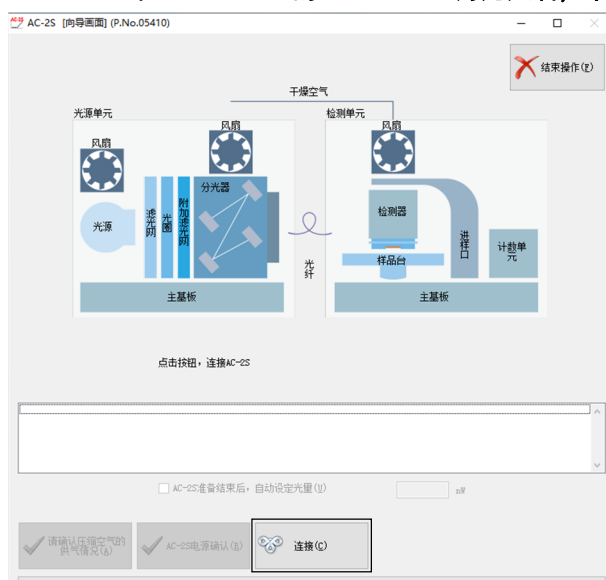 AC-2S [向导画面] (P.No.05410)
结束操作(E)
干燥空气
光源单元
检测单元
风扇
风扇
风扇
分光器
光源
滤光网
光圈
附加滤光网
检测器
进样口
计数单元
样品台
光纤
主基板
主基板
点击按钮，连接AC-2S
AC-2S准备结束后，自动设定光量(U)
nW
请确认压缩空气的
供气情况(A)
AC-2S电源确认(B)
连接(C)